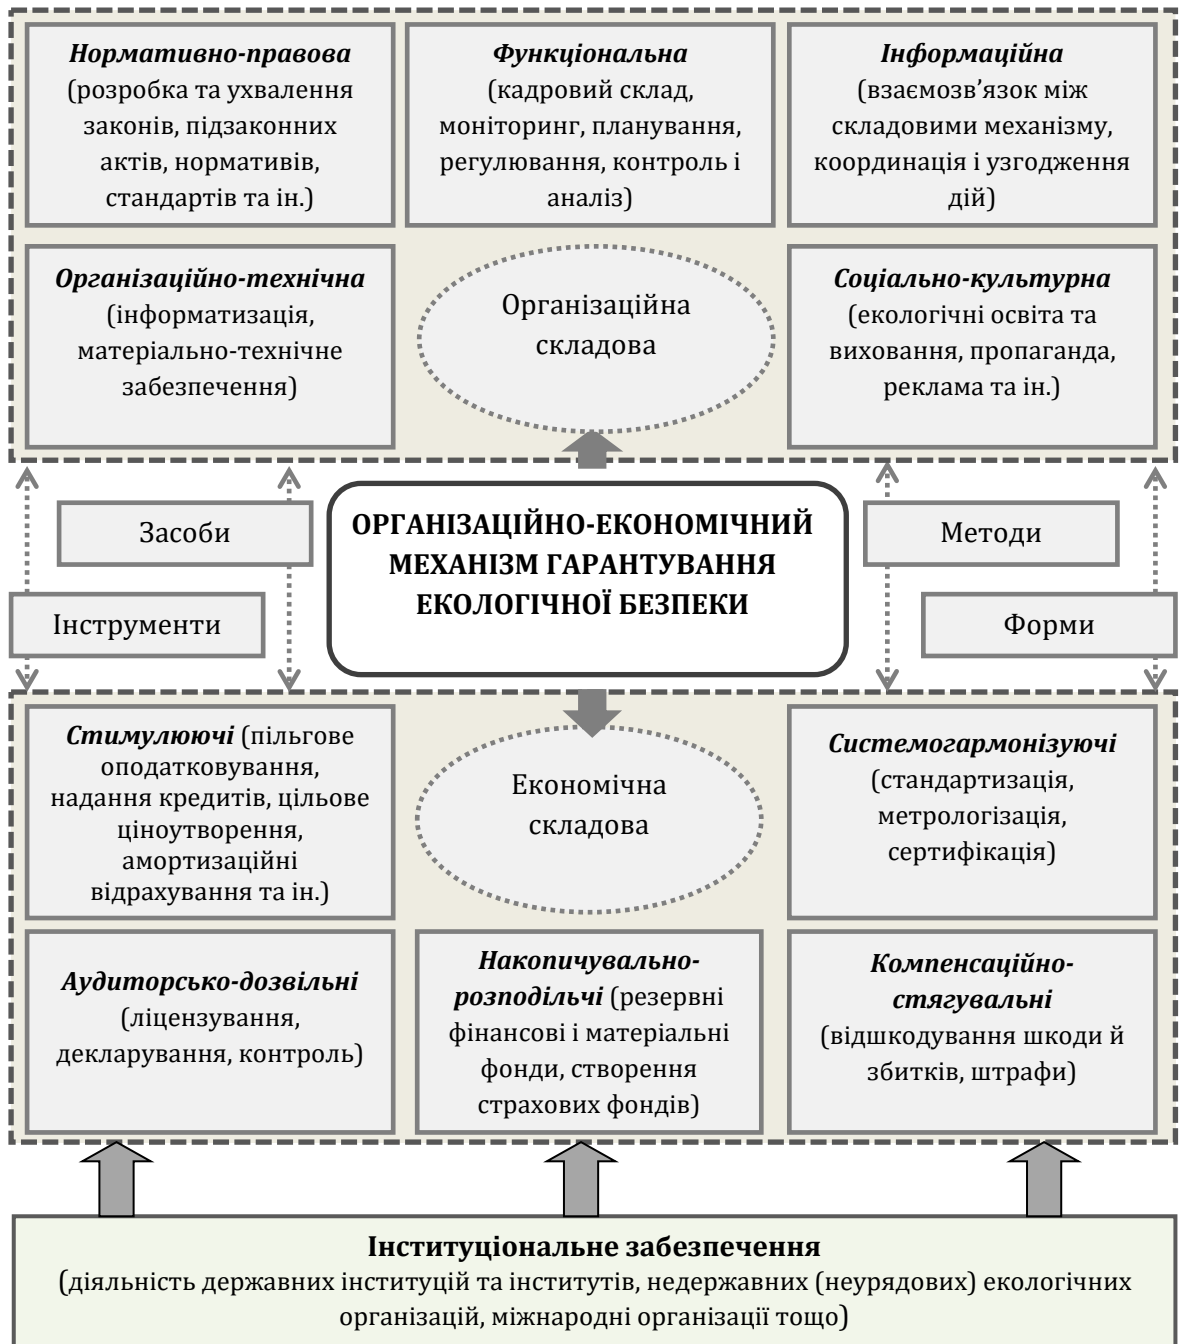 Нормативно-правова
(розробка та ухвалення
законів, підзаконних
актів, нормативів,
стандартів та ін.)
Функціональна
(кадровий склад,
моніторинг, планування,
регулювання, контроль і
аналіз)
Інформаційна
(взаємозв’язок між
складовими механізму,
координація і узгодження
дій)
Організаційно-технічна
(інформатизація,
матеріально-технічне
забезпечення)
Організаційна
складова
Соціально-культурна
(екологічні освіта та
виховання, пропаганда,
реклама та ін.)
Засоби
Інструменти
ОРГАНІЗАЦІЙНО-ЕКОНОМІЧНИЙ
МЕХАНІЗМ ГАРАНТУВАННЯ
ЕКОЛОГІЧНОЇ БЕЗПЕКИ
Методи
Форми
Стимулюючі (пільгове
оподатковування,
надання кредитів, цільове
ціноутворення,
амортизаційні
відрахування та ін.)
Економічна
складова
Системогармонізуючі
(стандартизація,
метрологізація,
сертифікація)
Аудиторсько-дозвільні
(ліцензування,
декларування, контроль)
Накопичувально-
розподільчі (резервні
фінансові і матеріальні
фонди, створення
страхових фондів)
Компенсаційно-
стягувальні
(відшкодування шкоди й
збитків, штрафи)
Інституціональне забезпечення
(діяльність державних інституцій та інститутів, недержавних (неурядових) екологічних
організацій, міжнародні організації тощо)